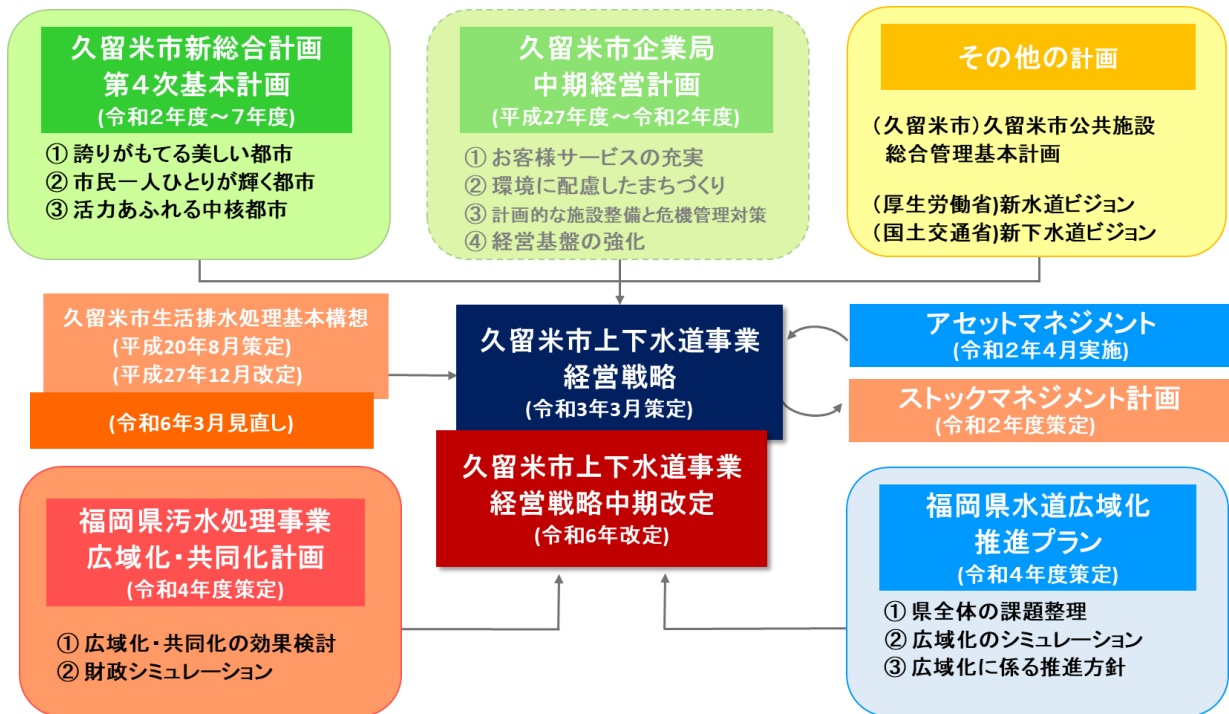 久留米市新総合計画
第4次基本計画
(令和2年度～7年度)
① 誇りがもてる美しい都市
② 市民一人ひとりが輝く都市
③ 活力あふれる中核都市
久留米市企業局
中期経営計画
(平成27年度～令和2年度)
① お客様サービスの充実
② 環境に配慮したまちづくり
③ 計画的な施設整備と危機管理対策
④ 経営基盤の強化
その他の計画
(久留米市)久留米市公共施設
総合管理基本計画
(厚生労働省)新水道ビジョン
(国土交通省)新下水道ビジョン
久留米市生活排水処理基本構想
(平成20年8月策定)
(平成27年12月改定)
(令和6年3月見直し)
久留米市上下水道事業
経営戦略
(令和3年3月策定)
久留米市上下水道事業
経営戦略中期改定
(令和6年改定)
アセットマネジメント
(令和2年4月実施)
ストックマネジメント計画
(令和2年度策定)
福岡県汚水処理事業
広域化・共同化計画
(令和4年度策定)
① 広域化・共同化の効果検討
② 財政シミュレーション
福岡県水道広域化
推進プラン
(令和4年度策定)
① 県全体の課題整理
② 広域化のシミュレーション
③ 広域化に係る推進方針